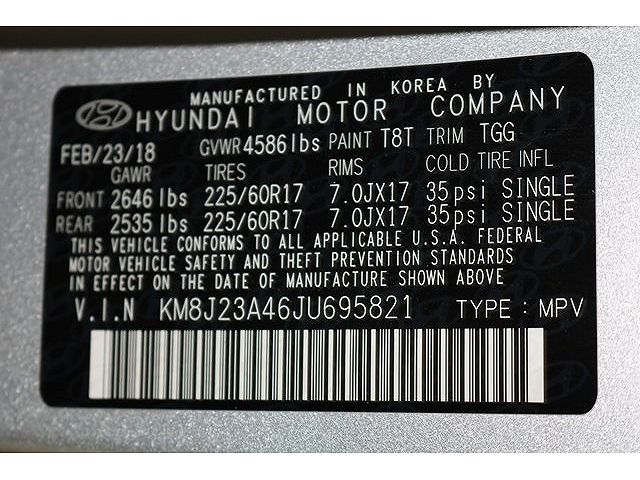 MANUFACTURED IN KOREA BY
HYUNDAI MOTOR COMPANY
FEB/23/18 GVWR 4586lbs PAINT T8T TRIM TGG
GAWR TIRES RIMS COLD TIRE INFL
FRONT 2646 lbs 225/60R17 7.0JX17 35psi SINGLE
REAR 2535 lbs 225/60R17 7.0JX17 35psi SINGLE
THIS VEHICLE CONFORMS TO ALL APPLICABLE U.S.A. FEDERAL
MOTOR VEHICLE SAFETY AND THEFT PREVENTION STANDARDS
IN EFFECT ON THE DATE OF MANUFACTURE SHOWN ABOVE
V.I.N KM8J23A46JU695821 TYPE: MPV